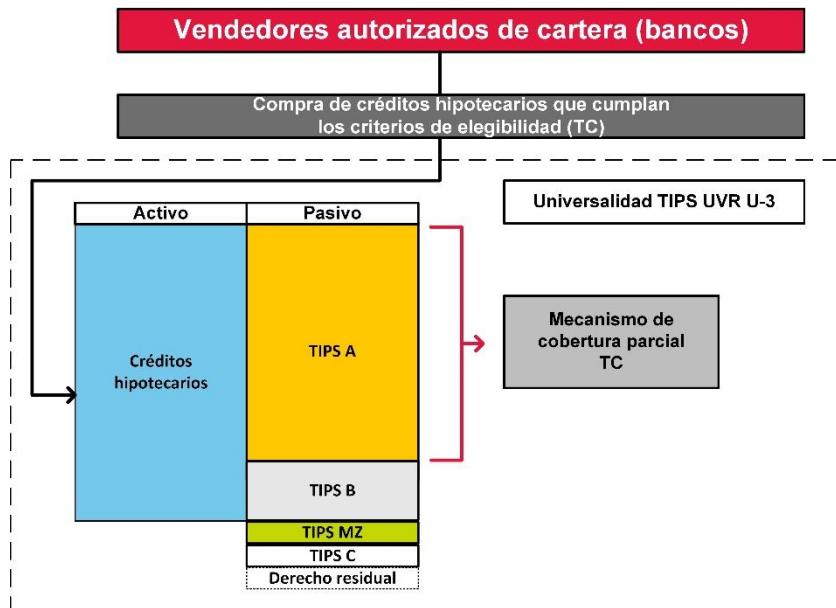 Vendedores autorizados de cartera (bancos)
Compra de créditos hipotecarios que cumplan
los criterios de elegibilidad (TC)
Universalidad TIPS UVR U-3
Activo
Pasivo
Créditos
hipotecarios
TIPS A
Mecanismo de
cobertura parcial
TC
TIPS B
TIPS MZ
TIPS C
Derecho residual